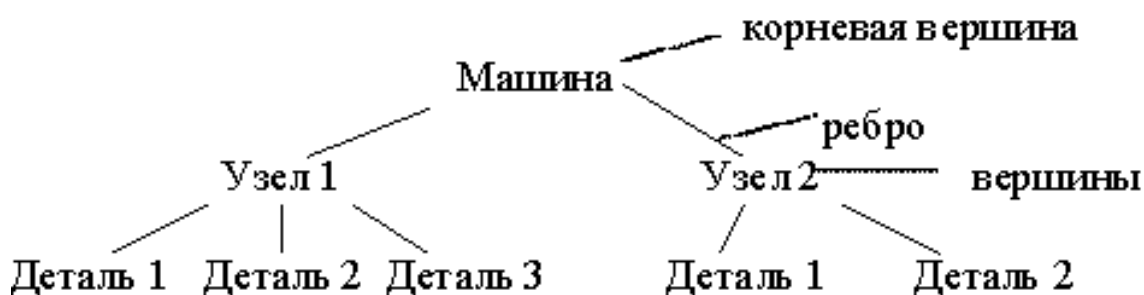 корневая вершина
Машина
ребро
Узел 1 Узел 2 вершины
Деталь 1 Деталь 2 Деталь 3 Деталь 1 Деталь 2